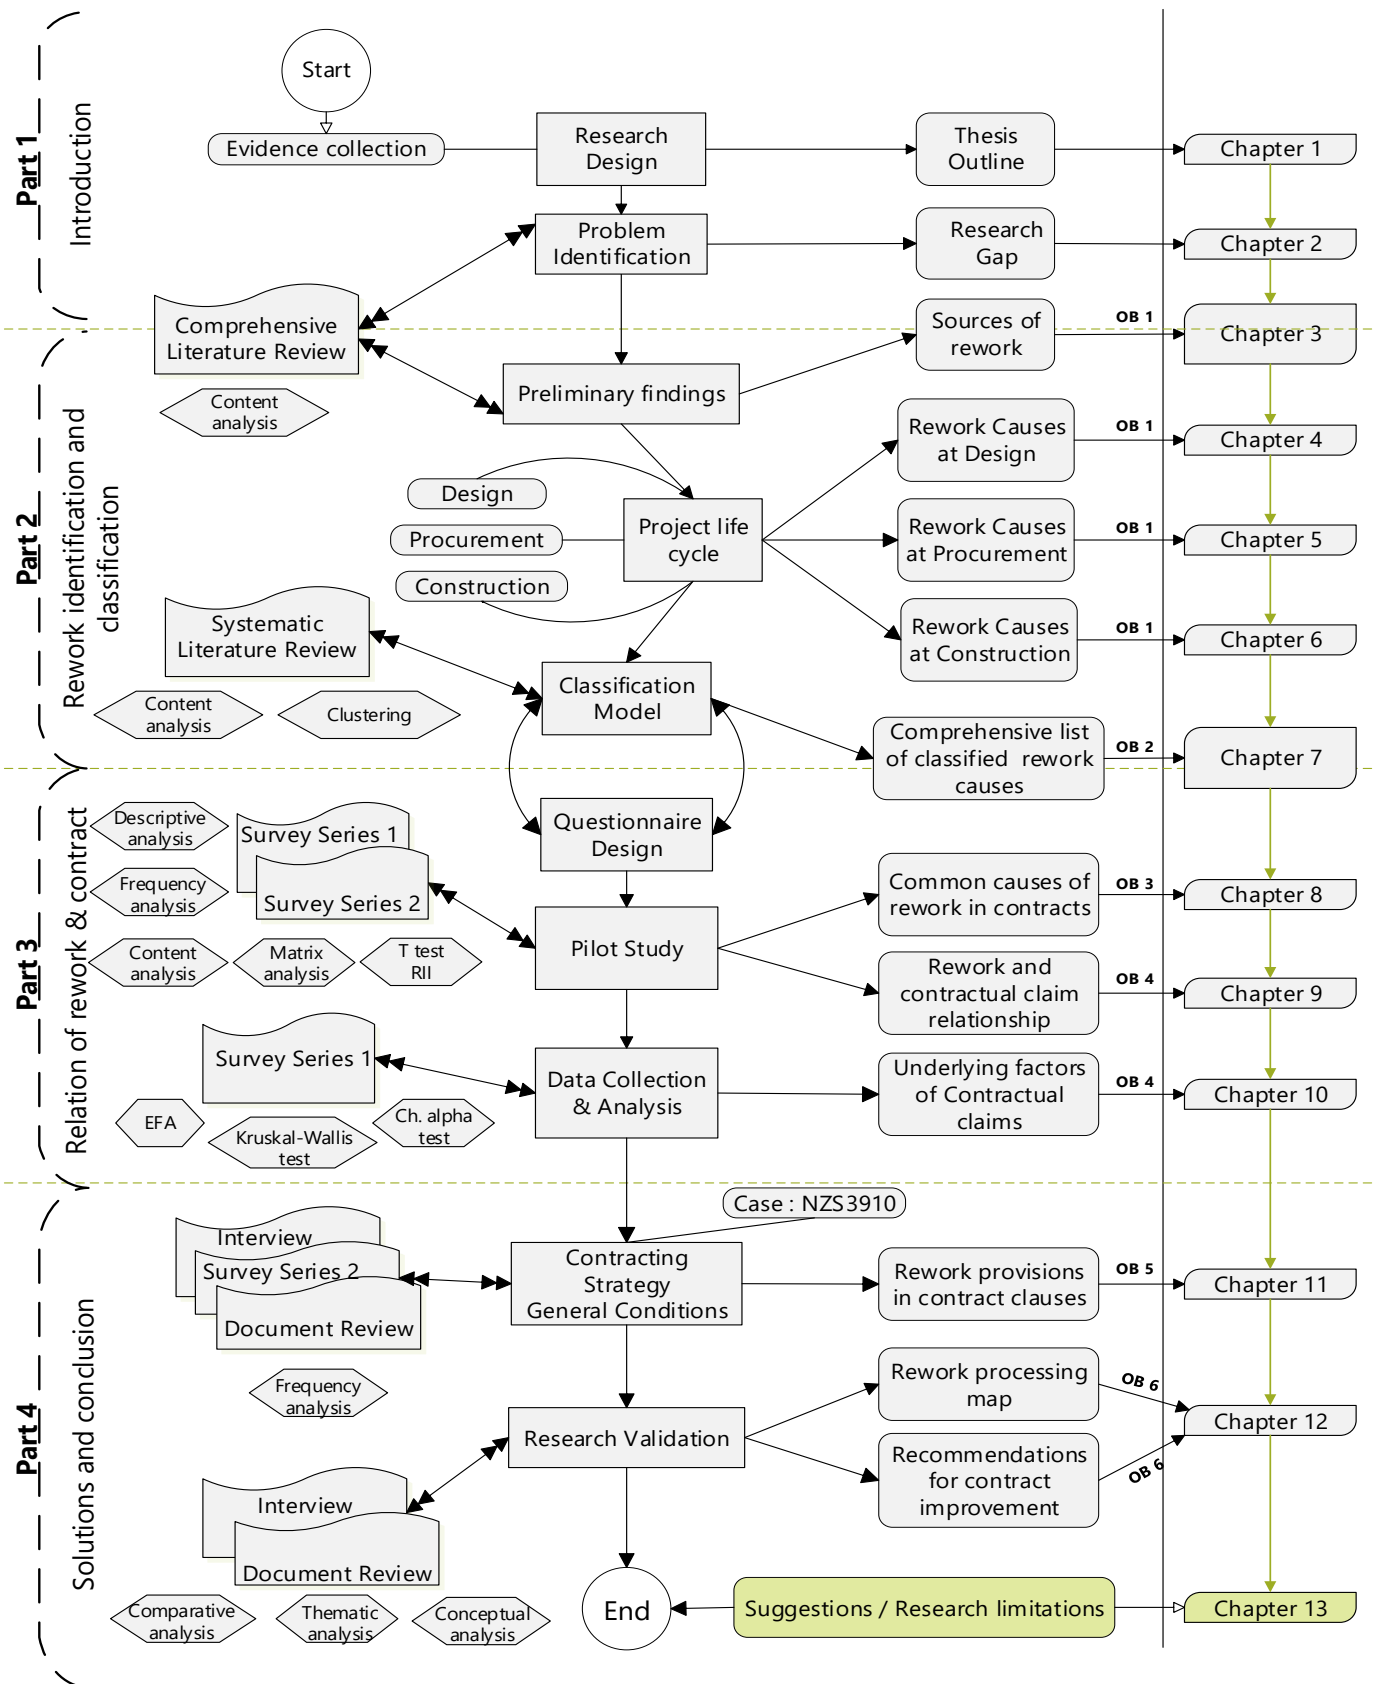 Part 1
Introduction
Start
Evidence collection
Research
Design
Thesis
Outline
Chapter 1
Problem
Identification
Research
Gap
Chapter 2
Comprehensive
Literature Review
Content
analysis
Sources of
rework
OB 1
Chapter 3
Part 2
Rework identification and
classification
Preliminary findings
Design
Procurement
Construction
Project life
cycle
Rework Causes
at Design
OB 1
Chapter 4
Rework Causes
at Procurement
OB 1
Chapter 5
Rework Causes
at Construction
OB 1
Chapter 6
Systematic
Literature Review
Content
analysis
Clustering
Classification
Model
Comprehensive list
of classified rework
causes
OB 2
Chapter 7
Part 3
Relation of rework & contract
Descriptive
analysis
Frequency
analysis
Content
analysis
Matrix
analysis
T test
RII
Survey Series 1
Survey Series 2
Questionnaire
Design
Pilot Study
Common causes of
rework in contracts
OB 3
Chapter 8
Rework and
contractual claim
relationship
OB 4
Chapter 9
Survey Series 1
EFA
Kruskal-Wallis
test
Ch. alpha
test
Data Collection
& Analysis
Underlying factors
of Contractual
claims
OB 4
Chapter 10
Part 4
Solutions and conclusion
Case : NZS3910
Interview
Survey Series 2
Document Review
Frequency
analysis
Contracting
Strategy
General Conditions
Rework provisions
in contract clauses
OB 5
Chapter 11
Research Validation
Rework processing
map
OB 6
Recommendations
for contract
improvement
OB 6
Chapter 12
Interview
Document Review
Comparative
analysis
Thematic
analysis
Conceptual
analysis
End
Suggestions / Research limitations
Chapter 13